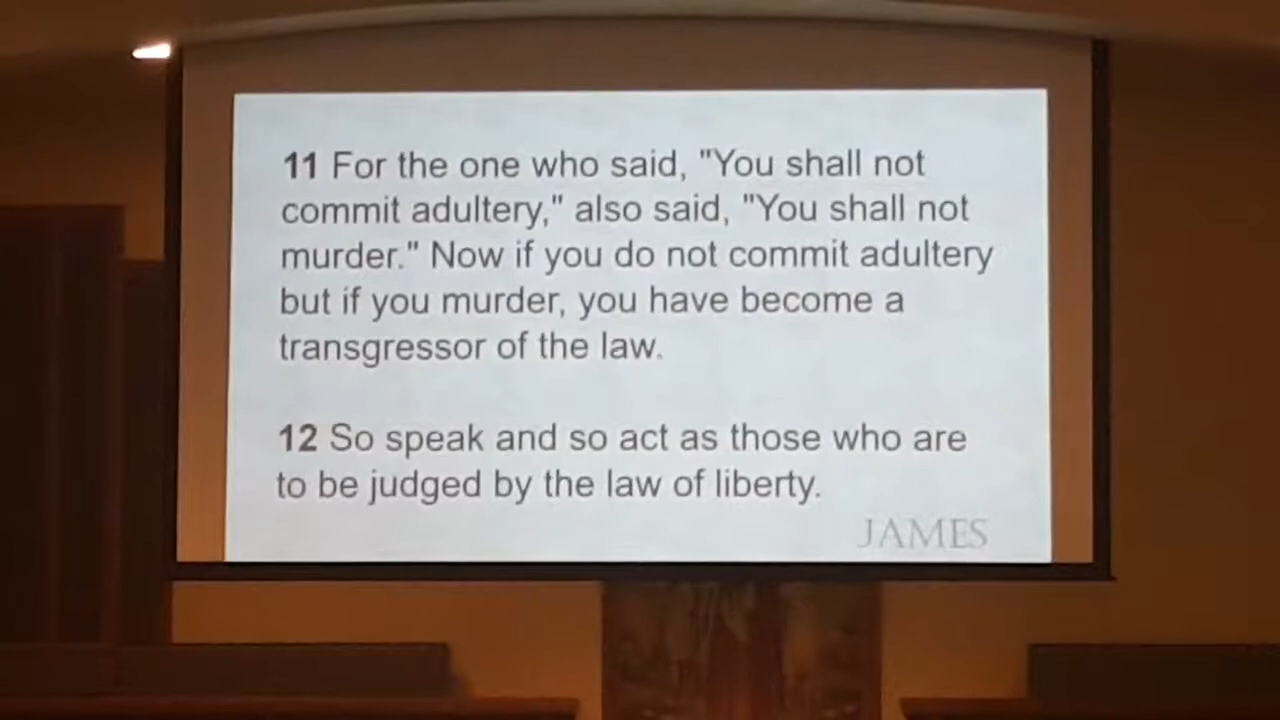 11 For the one who said, "You shall not
commit adultery," also said, "You shall not
murder." Now if you do not commit adultery
but if you murder, you have become a
transgressor of the law.
12 So speak and so act as those who are
to be judged by the law of liberty.
JAMES